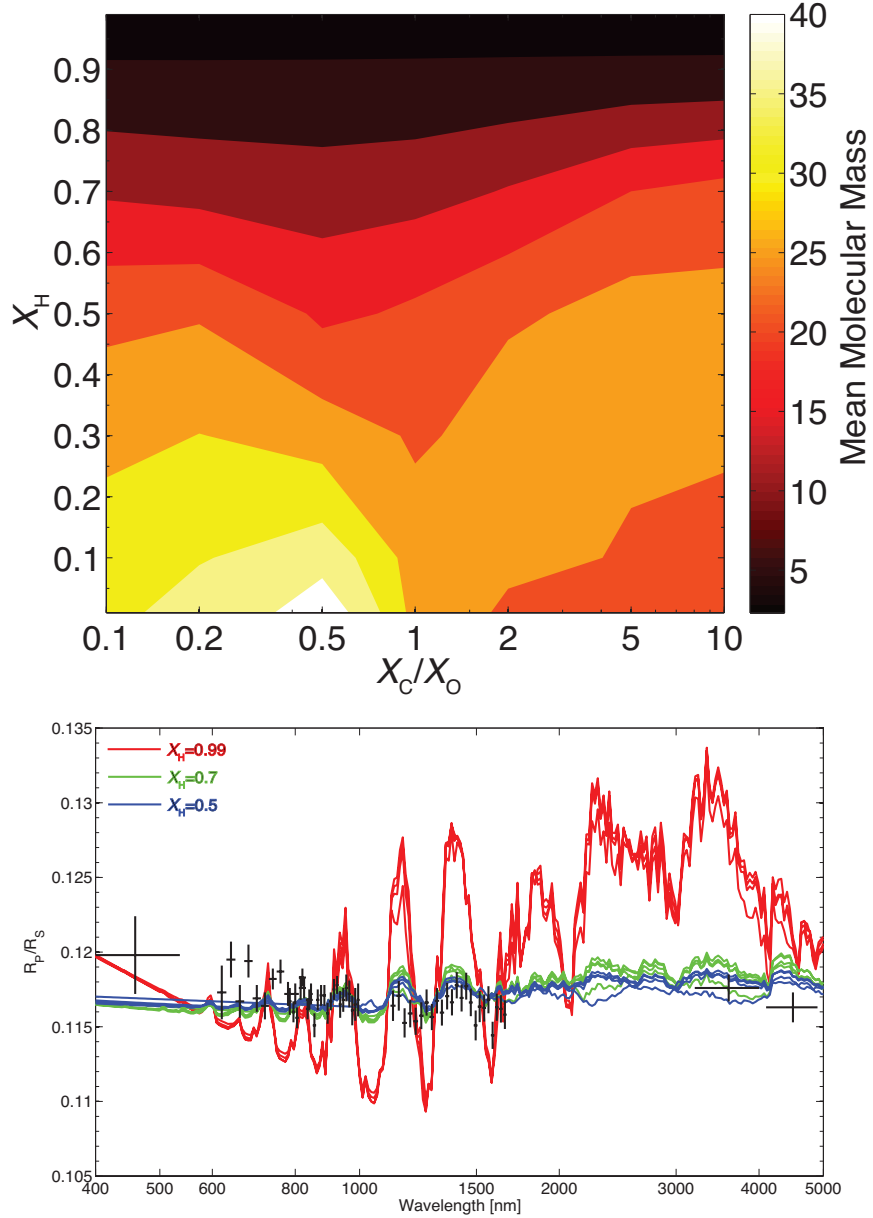 40
0.9
35
0.8
0.7
30
0.6
25
X_H
0.5
20
0.4
0.3
15
0.2
10
0.1
5
Mean Molecular Mass
0.1 0.2 0.5 1 2 5 10
X_C/X_O
0.135
X_H=0.99
X_H=0.7
0.13
X_H=0.5
0.125
R_P/R_S
0.12
0.115
0.11
0.105
400 500 600 800 1000 1500 2000 3000 4000 5000
Wavelength [nm]